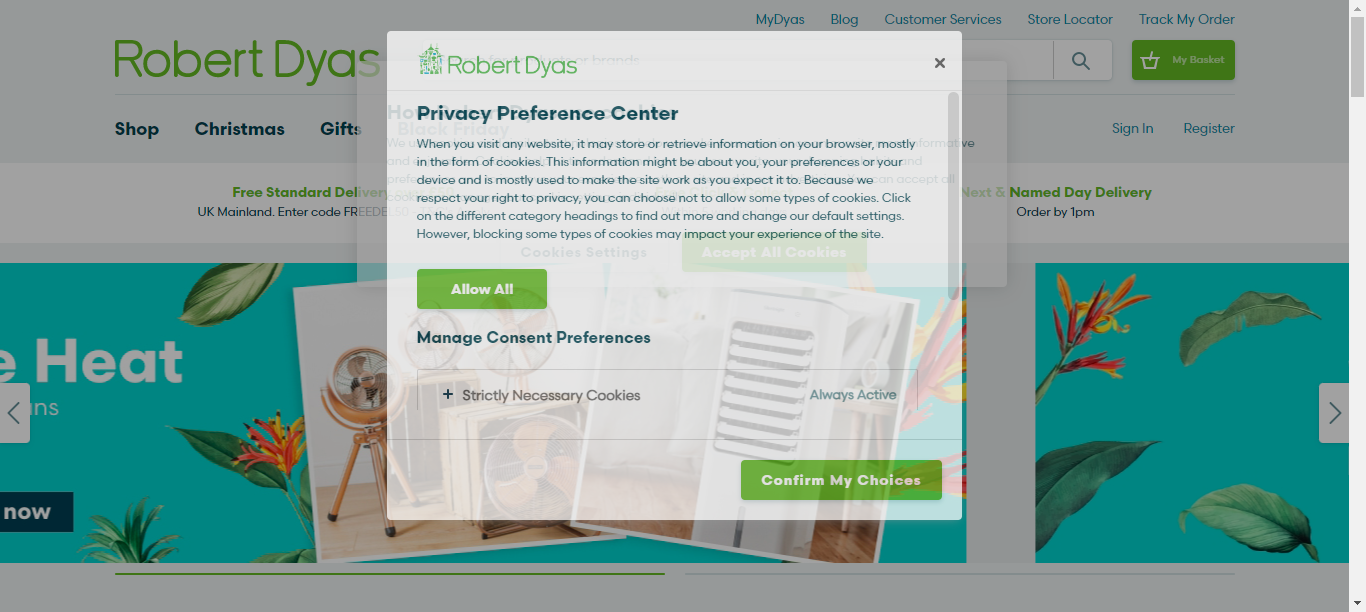 MyDyas Blog Customer Services Store Locator Track My Order
Robert Dyas
My Basket
Shop Christmas Gifts Black Friday
Sign In Register
Free Standard Delivery
UK Mainland. Enter code FREEDEL50
Next & Named Day Delivery
Order by 1pm
e Heat
ans
now
Cookies Settings
Accept All Cookies
Robert Dyas
Privacy Preference Center
When you visit any website, it may store or retrieve information on your browser, mostly
in the form of cookies. This information might be about you, your preferences or your
device and is mostly used to make the site work as you expect it to. Because we
respect your right to privacy, you can choose not to allow some types of cookies. Click
on the different category headings to find out more and change our default settings.
However, blocking some types of cookies may impact your experience of the site.
Allow All
Manage Consent Preferences
+ Strictly Necessary Cookies Always Active
Confirm My Choices